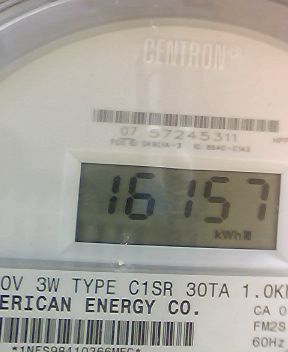 CENTRON®
07 57245311
16157
kWh
0V 3W TYPE C1SR 30TA 1.0K
ERICAN ENERGY CO.
CA 0
FM2S
60Hz